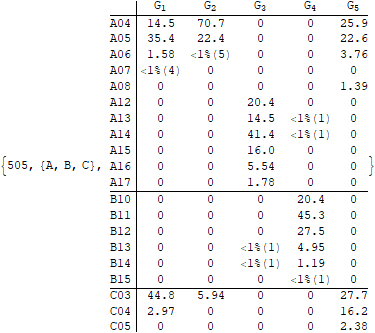 G1 G2 G3 G4 G5
A04 14.5 70.7 0 0 25.9
A05 35.4 22.4 0 0 22.6
A06 1.58 <1%(5) 0 0 3.76
A07 <1%(4) 0 0 0 0
A08 0 0 0 0 1.39
A12 0 0 20.4 0 0
A13 0 0 14.5 <1%(1) 0
A14 0 0 41.4 <1%(1) 0
A15 0 0 16.0 0 0
{505, {A, B, C}, A16 0 0 5.54 0 0
A17 0 0 1.78 0 0
B10 0 0 0 20.4 0
B11 0 0 0 45.3 0
B12 0 0 0 27.5 0
B13 0 0 <1%(1) 4.95 0
B14 0 0 <1%(1) 1.19 0
B15 0 0 0 <1%(1) 0
C03 44.8 5.94 0 0 27.7
C04 2.97 0 0 0 16.2
C05 0 0 0 0 2.38 }